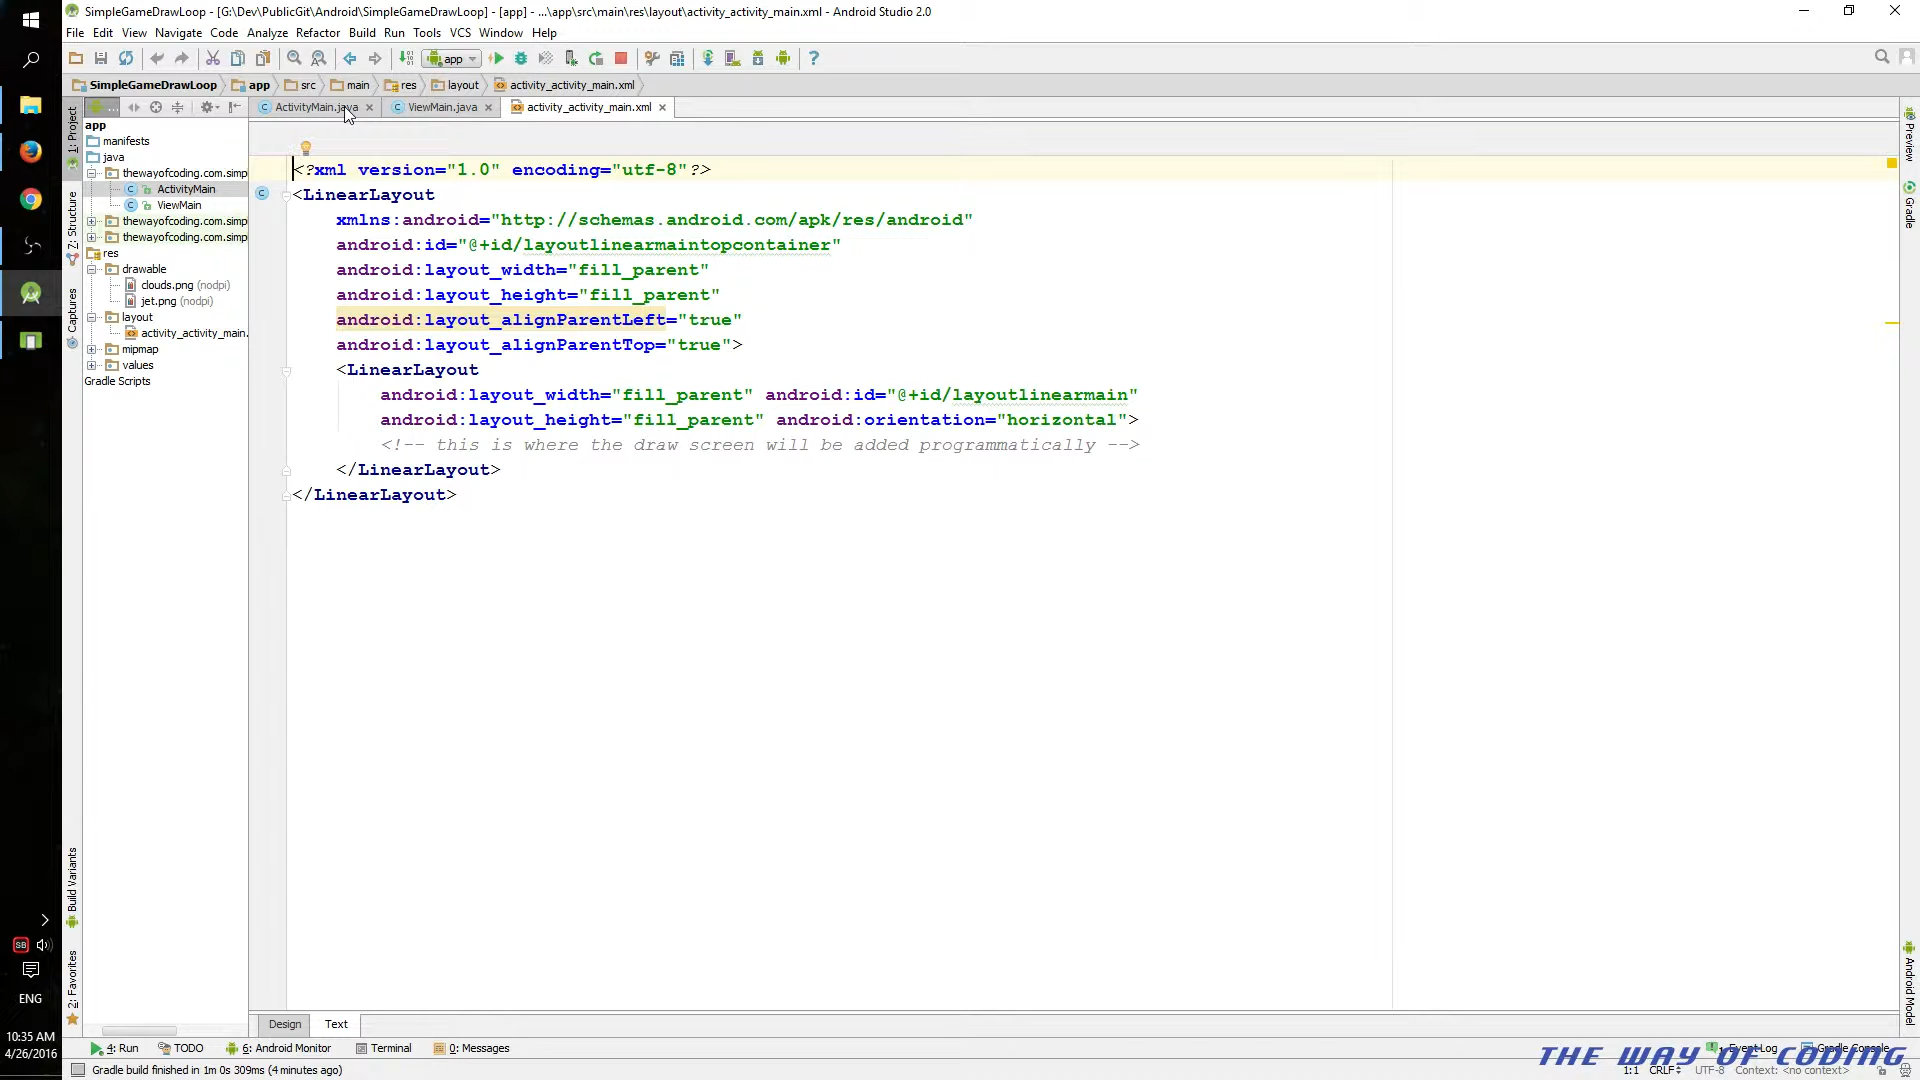 SimpleGameDrawLoop - [G:\Dev\PublicGit\Android\SimpleGameDrawLoop] - [app] - ...\app\src\main\res\layout\activity_activity_main.xml - Android Studio 2.0
File Edit View Navigate Code Analyze Refactor Build Run Tools VCS Window Help
app
SimpleGameDrawLoop app src main res layout activity_activity_main.xml
1: Project
ActivityMain.java ViewMain.java activity_activity_main.xml
app
manifests
java
thewayofcoding.com.simp
ActivityMain
ViewMain
thewayofcoding.com.simp
thewayofcoding.com.simp
res
drawable
clouds.png (nodpi)
jet.png (nodpi)
layout
activity_activity_main.
mipmap
values
Gradle Scripts
7: Structure
Captures
Build Variants
2: Favorites
<?xml version="1.0" encoding="utf-8"?>
<LinearLayout
xmlns:android="http://schemas.android.com/apk/res/android"
android:id="@+id/layoutlinearmaintopcontainer"
android:layout_width="fill_parent"
android:layout_height="fill_parent"
android:layout_alignParentLeft="true"
android:layout_alignParentTop="true">
<LinearLayout
android:layout_width="fill_parent" android:id="@+id/layoutlinearmain"
android:layout_height="fill_parent" android:orientation="horizontal">
<!-- this is where the draw screen will be added programmatically -->
</LinearLayout>
</LinearLayout>
Preview
Gradle
Android Model
Design Text
4: Run TODO 6: Android Monitor Terminal 0: Messages Event Log Gradle Console
THE WAY OF CODING
Gradle build finished in 1m 0s 309ms (4 minutes ago) 1:1 CRLF UTF-8 Context: <no context>
SB
ENG
10:35 AM
4/26/2016